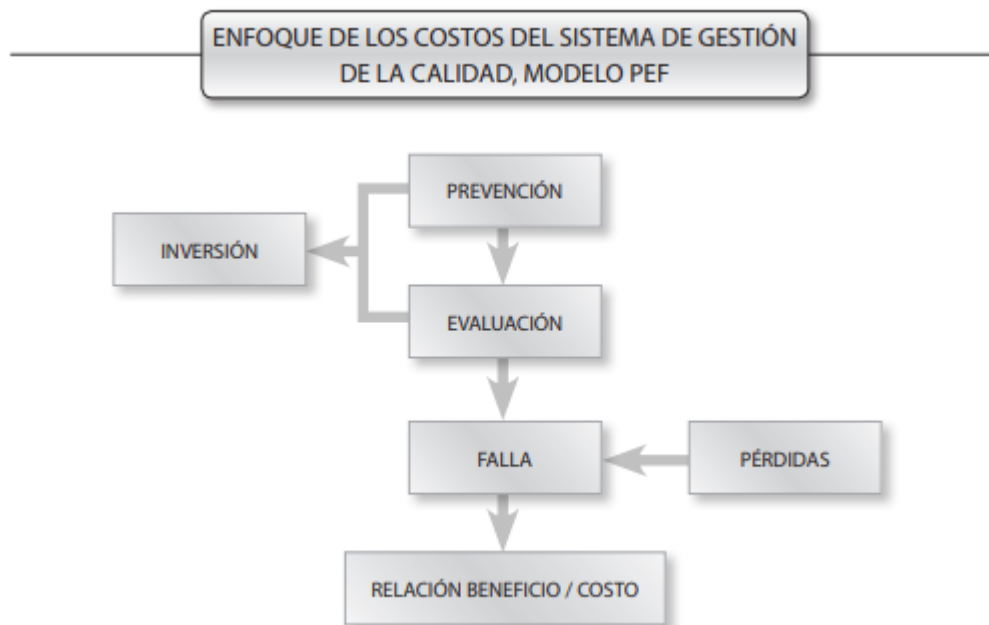 ENFOQUE DE LOS COSTOS DEL SISTEMA DE GESTIÓN
DE LA CALIDAD, MODELO PEF
PREVENCIÓN
INVERSIÓN
EVALUACIÓN
FALLA
PÉRDIDAS
RELACIÓN BENEFICIO / COSTO